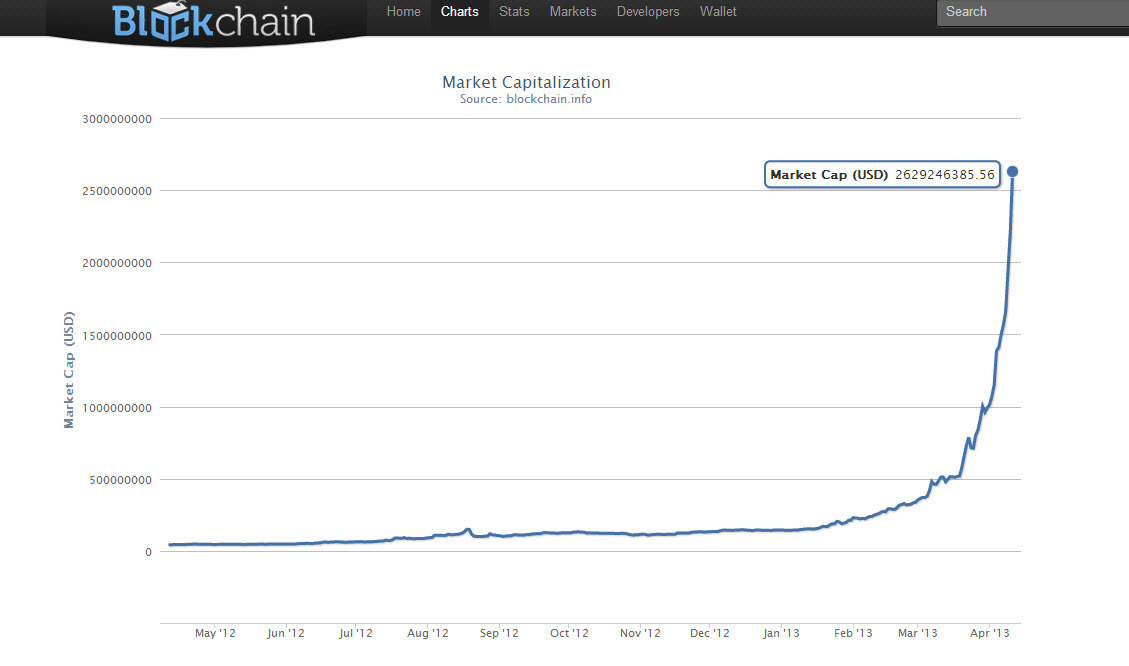 Blockchain
Home Charts Stats Markets Developers Wallet Search
Market Capitalization
Source: blockchain.info
3000000000
Market Cap (USD) 2629246385.56
2500000000
2000000000
1500000000
Market Cap (USD)
1000000000
500000000
0
May '12 Jun '12 Jul '12 Aug '12 Sep '12 Oct '12 Nov '12 Dec '12 Jan '13 Feb '13 Mar '13 Apr '13